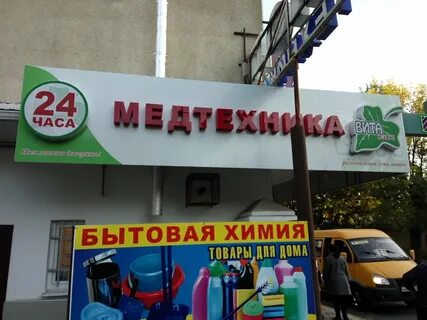 24
ЧАСА
МЕДТЕХНИКА
ВИТА
БЫТОВАЯ ХИМИЯ
ТОВАРЫ ДЛЯ ДОМА